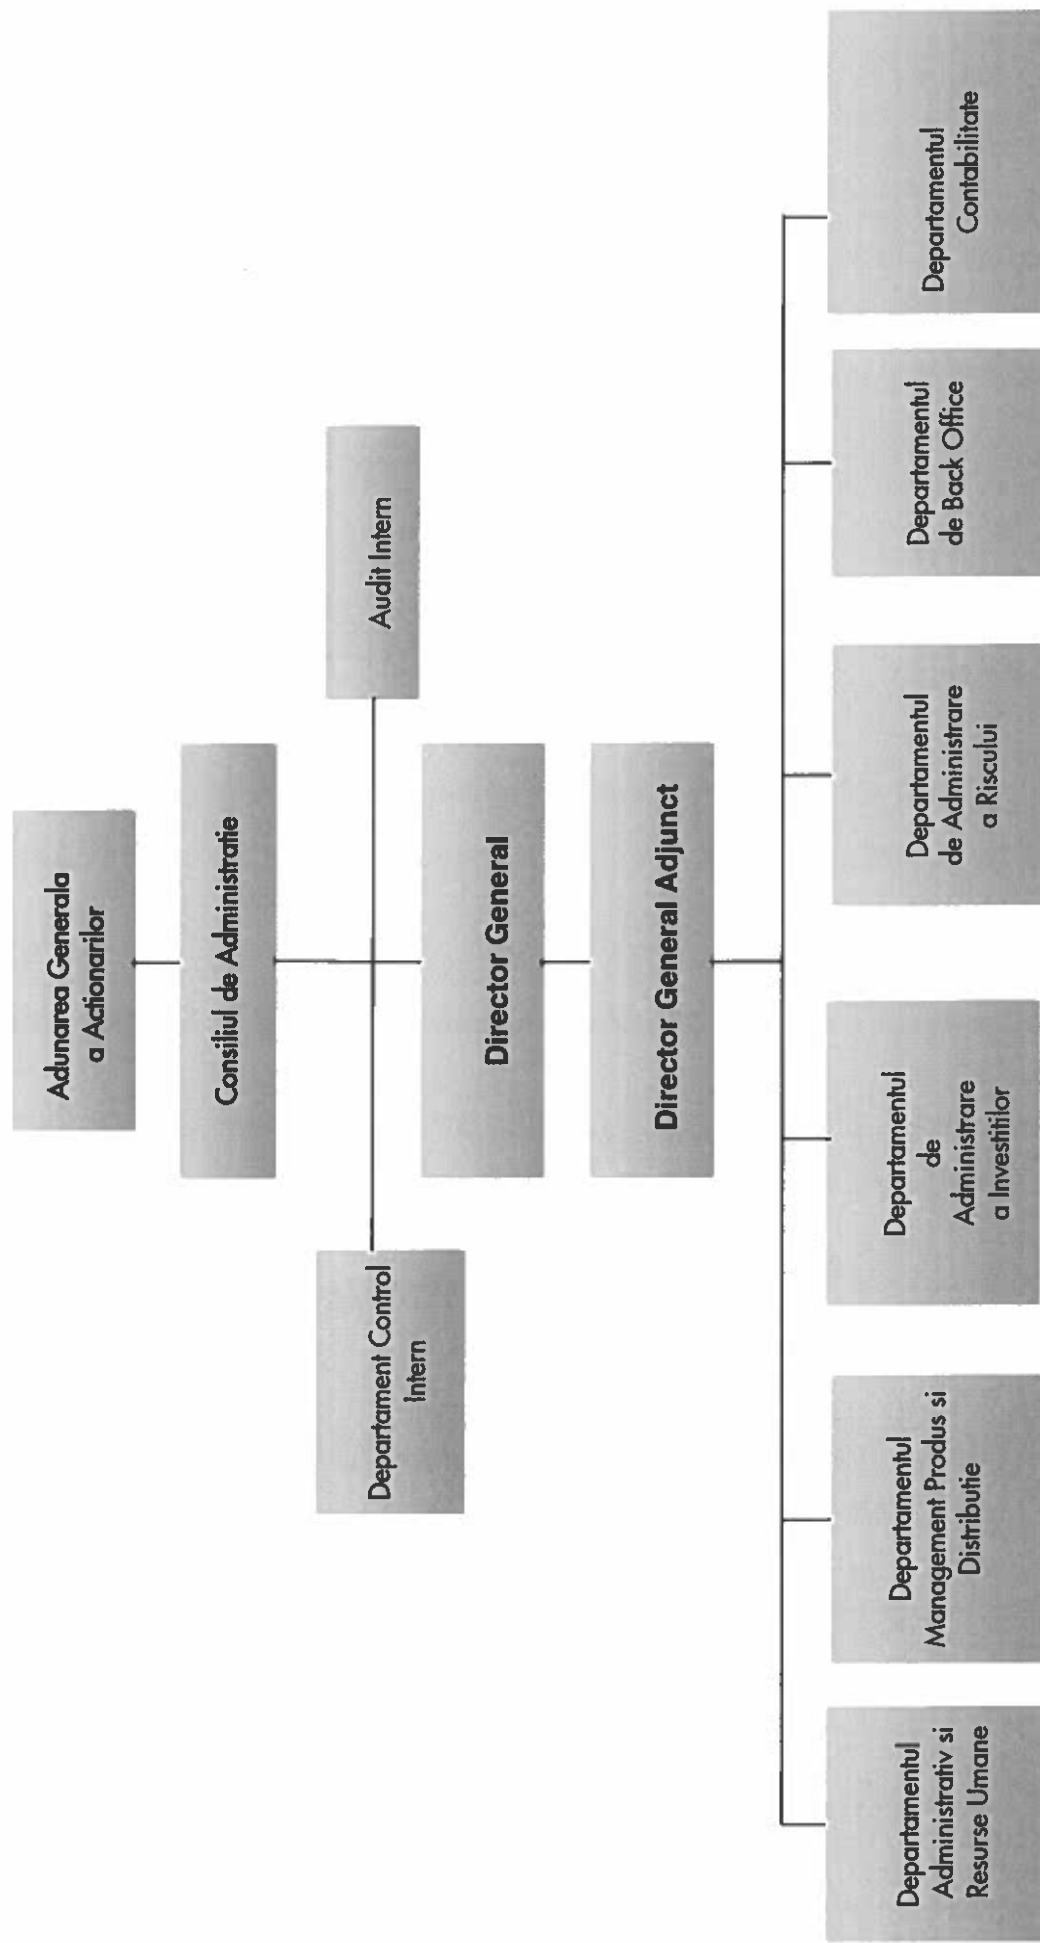 Adunarea Generala
a Actionarilor
Consiliul de Administratie
Departament Control
Intern
Audit Intern
Director General
Director General Adjunct
Departamentul
Administrativ si
Resurse Umane
Departamentul
Management Produs si
Distributie
Departamentul
de
Administrare
a Investitilor
Departamentul
de Administrare
a Riscului
Departamentul
de Back Office
Departamentul
Contabilitate